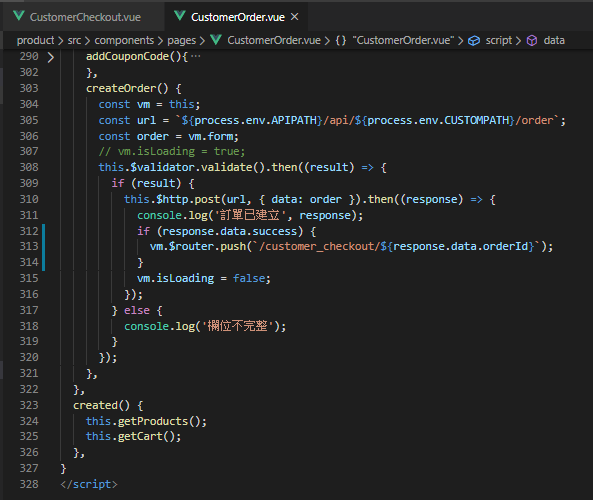 CustomerCheckout.vue CustomerOrder.vue ×
product > src > components > pages > CustomerOrder.vue > {} "CustomerOrder.vue" > script > data
290 > addCouponCode(){ ⋯
302 },
303 createOrder() {
304 const vm = this;
305 const url = `${process.env.APIPATH}/api/${process.env.CUSTOMPATH}/order`;
306 const order = vm.form;
307 // vm.isLoading = true;
308 this.$validator.validate().then((result) => {
309 if (result) {
310 this.$http.post(url, { data: order }).then((response) => {
311 console.log('訂單已建立', response);
312 if (response.data.success) {
313 vm.$router.push(`/customer_checkout/${response.data.orderId}`);
314 }
315 vm.isLoading = false;
316 });
317 } else {
318 console.log('欄位不完整');
319 }
320 });
321 },
322 },
323 created() {
324 this.getProducts();
325 this.getCart();
326 },
327 }
328 </script>